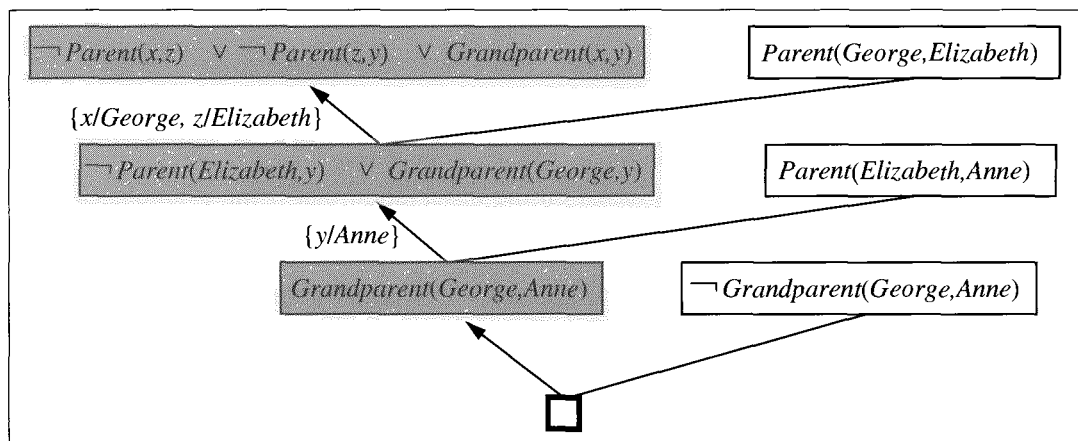 ¬ Parent(x,z) ∨ ¬ Parent(z,y) ∨ Grandparent(x,y) Parent(George,Elizabeth)
{x/George, z/Elizabeth}
¬ Parent(Elizabeth,y) ∨ Grandparent(George,y) Parent(Elizabeth,Anne)
{y/Anne}
Grandparent(George,Anne) ¬ Grandparent(George,Anne)